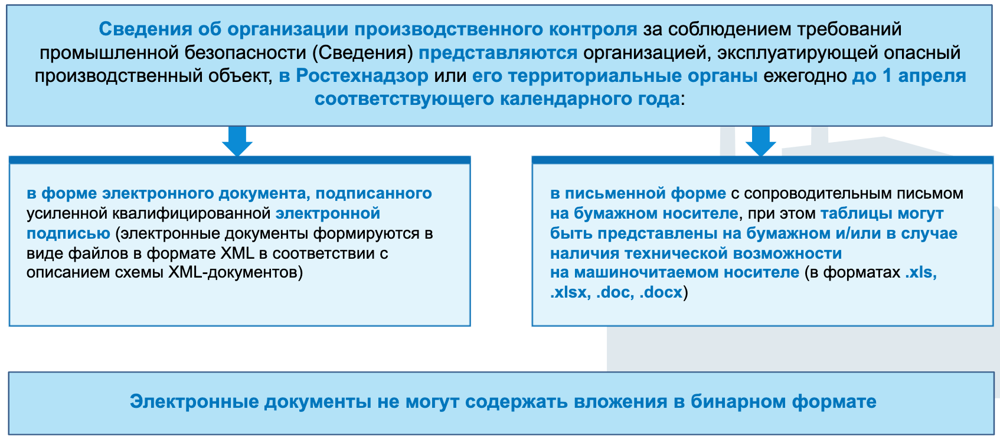 Сведения об организации производственного контроля за соблюдением требований
промышленной безопасности (Сведения) представляются организацией, эксплуатирующей опасный
производственный объект, в Ростехнадзор или его территориальные органы ежегодно до 1 апреля
соответствующего календарного года:
в форме электронного документа, подписанного
усиленной квалифицированной электронной
подписью (электронные документы формируются в
виде файлов в формате XML в соответствии с
описанием схемы XML-документов)
в письменной форме с сопроводительным письмом
на бумажном носителе, при этом таблицы могут
быть представлены на бумажном и/или в случае
наличия технической возможности
на машиночитаемом носителе (в форматах .xls,
.xlsx, .doc, .docx)
Электронные документы не могут содержать вложения в бинарном формате